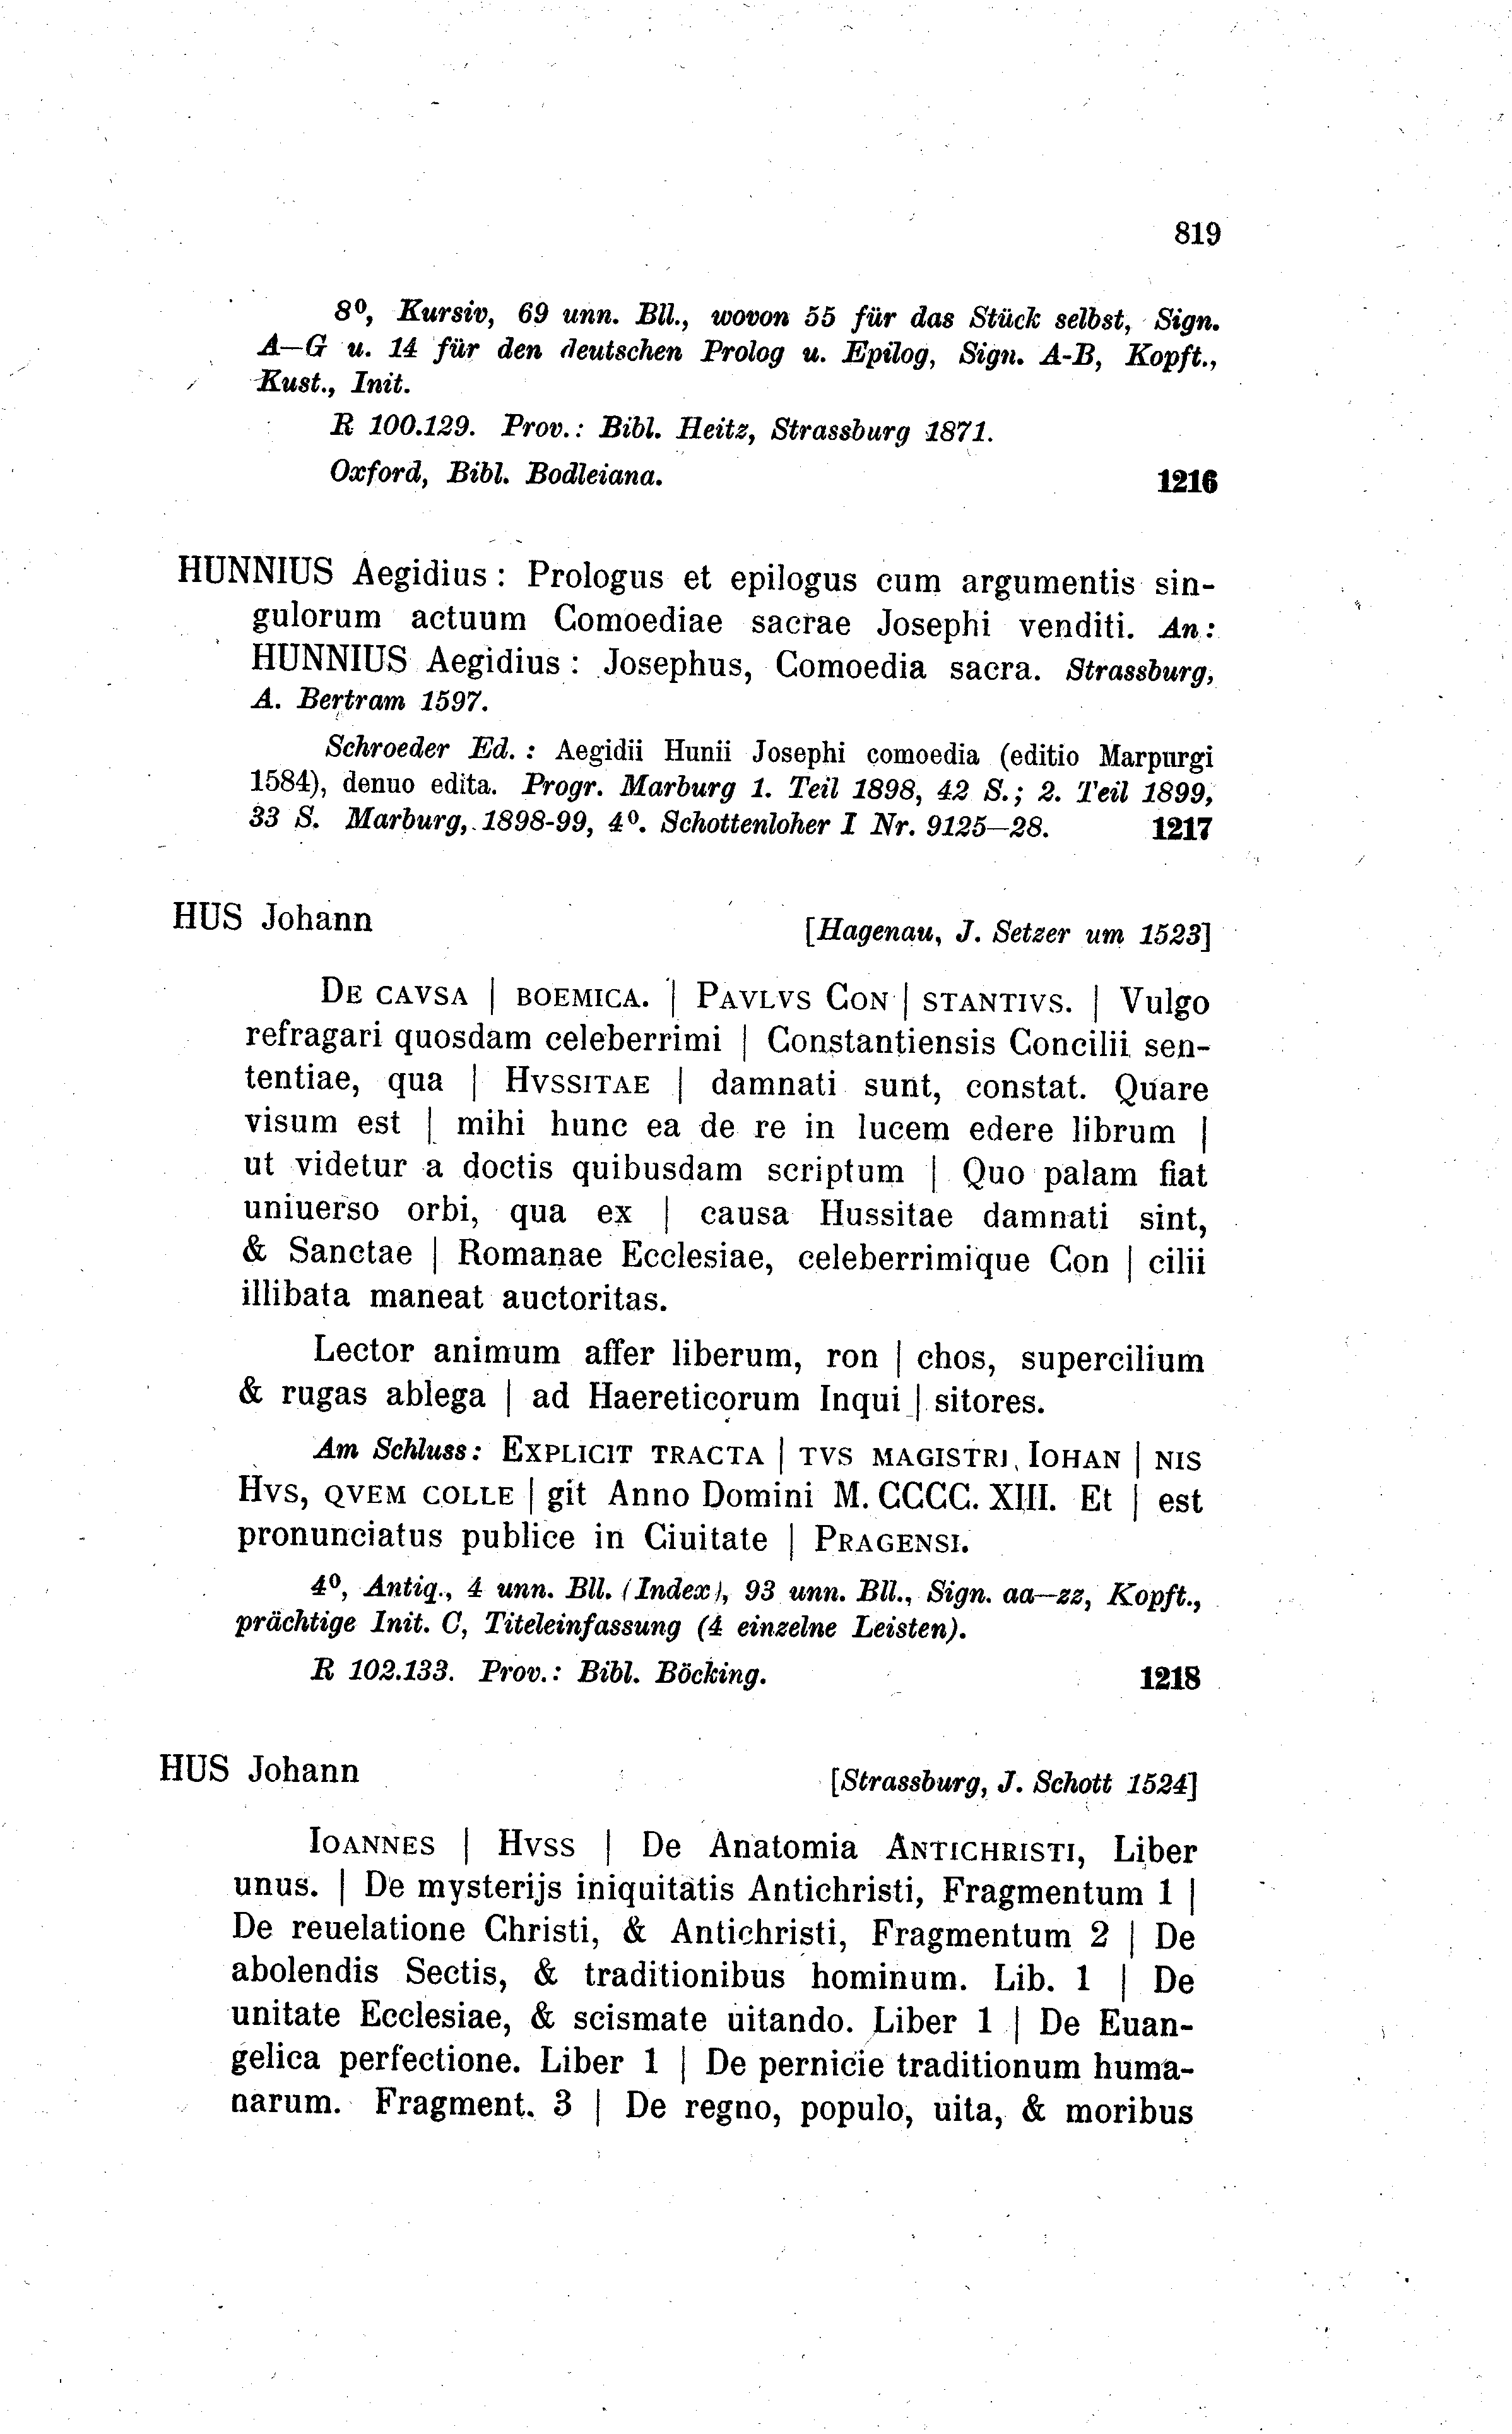 819
8⁰, Kursiv, 69 unn. Bll., wovon 55 für das Stück selbst, Sign.
A—G u. 14 für den deutschen Prolog u. Epilog, Sign. A-B, Kopft.,
Kust., Init.
R 100.129. Prov.: Bibl. Heitz, Strassburg 1871.
Oxford, Bibl. Bodleiana. 1216
HUNNIUS Aegidius : Prologus et epilogus cum argumentis sin-
gulorum actuum Comoediae sacrae Josephi venditi. An :
HUNNIUS Aegidius : Josephus, Comoedia sacra. Strassburg,
A. Bertram 1597.
Schroeder Ed. : Aegidii Hunii Josephi comoedia (editio Marpurgi
1584), denuo edita. Progr. Marburg 1. Teil 1898, 42 S.; 2. Teil 1899,
33 S. Marburg, 1898-99, 4⁰. Schottenloher I Nr. 9125—28. 1217
HUS Johann [Hagenau, J. Setzer um 1523]
DE CAVSA | BOEMICA. | PAVLVS CON | STANTIVS. | Vulgo
refragari quosdam celeberrimi | Constantiensis Concilii sen-
tentiae, qua | HVSSITAE | damnati sunt, constat. Quare
visum est | mihi hunc ea de re in lucem edere librum |
ut videtur a doctis quibusdam scriptum | Quo palam fiat
uniuerso orbi, qua ex | causa Hussitae damnati sint,
& Sanctae | Romanae Ecclesiae, celeberrimique Con | cilii
illibata maneat auctoritas.
Lector animum affer liberum, ron | chos, supercilium
& rugas ablega | ad Haereticorum Inqui | sitores.
Am Schluss: EXPLICIT TRACTA | TVS MAGISTRI IOHAN | NIS
HVS, QVEM COLLE | git Anno Domini M. CCCC. XIII. Et | est
pronunciatus publice in Ciuitate | PRAGENSI.
4⁰, Antiq., 4 unn. Bll. (Index), 93 unn. Bll., Sign. aa—zz, Kopft.,
prächtige Init. C, Titeleinfassung (4 einzelne Leisten).
R 102.133. Prov.: Bibl. Böcking. 1218
HUS Johann [Strassburg, J. Schott 1524]
IOANNES | HVSS | De Anatomia ANTICHRISTI, Liber
unus. | De mysterijs iniquitatis Antichristi, Fragmentum 1 |
De reuelatione Christi, & Antichristi, Fragmentum 2 | De
abolendis Sectis, & traditionibus hominum. Lib. 1 | De
unitate Ecclesiae, & scismate uitando. Liber 1 | De Euan-
gelica perfectione. Liber 1 | De pernicie traditionum huma-
narum. Fragment. 3 | De regno, populo, uita, & moribus